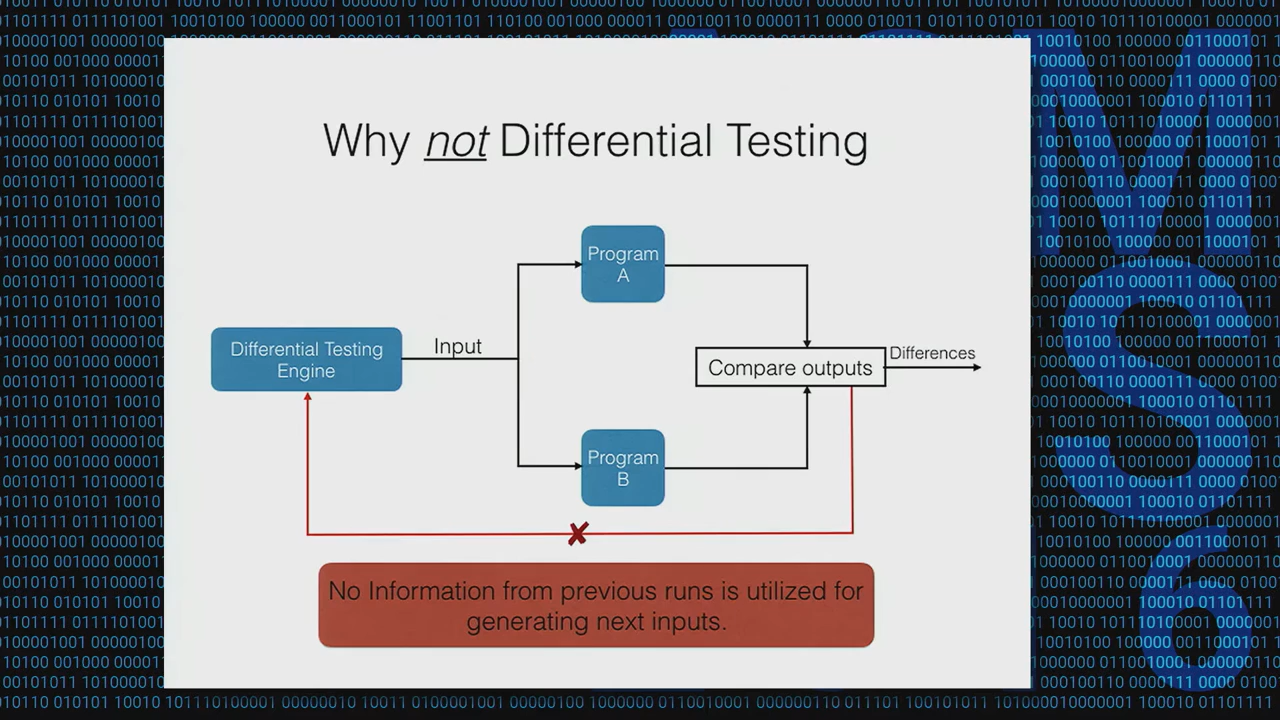 Why not Differential Testing
Program
A
Differential Testing
Engine
Input
Compare outputs
Differences
Program
B
No Information from previous runs is utilized for
generating next inputs.